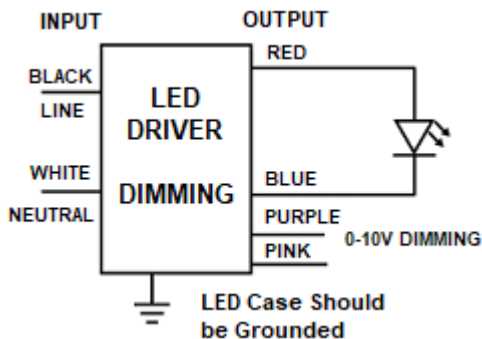 INPUT
OUTPUT
BLACK
LINE
WHITE
NEUTRAL
LED
DRIVER
DIMMING
RED
BLUE
PURPLE
PINK
0-10V DIMMING
LED Case Should
be Grounded